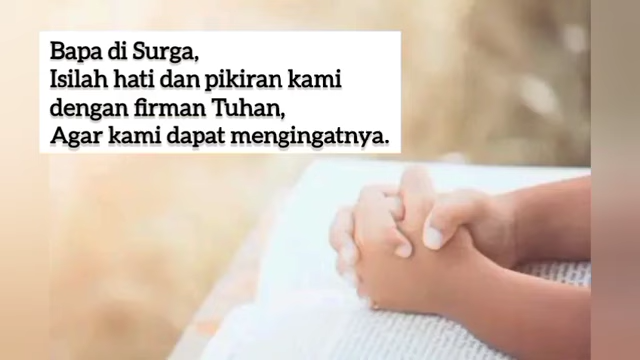 Bapa di Surga,
Isilah hati dan pikiran kami
dengan firman Tuhan,
Agar kami dapat mengingatnya.